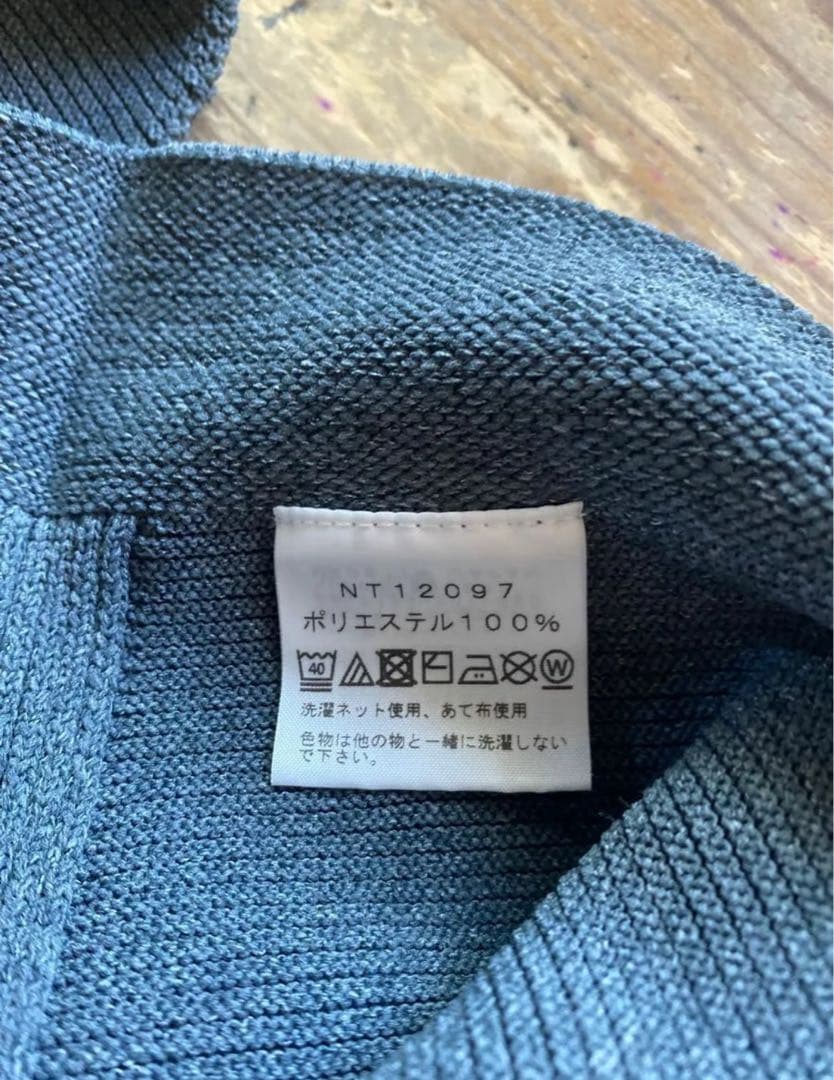 NT12097
ポリエステル100%
40 W
洗濯ネット使用、あて布使用
色物は他の物と一緒に洗濯しない
で下さい。